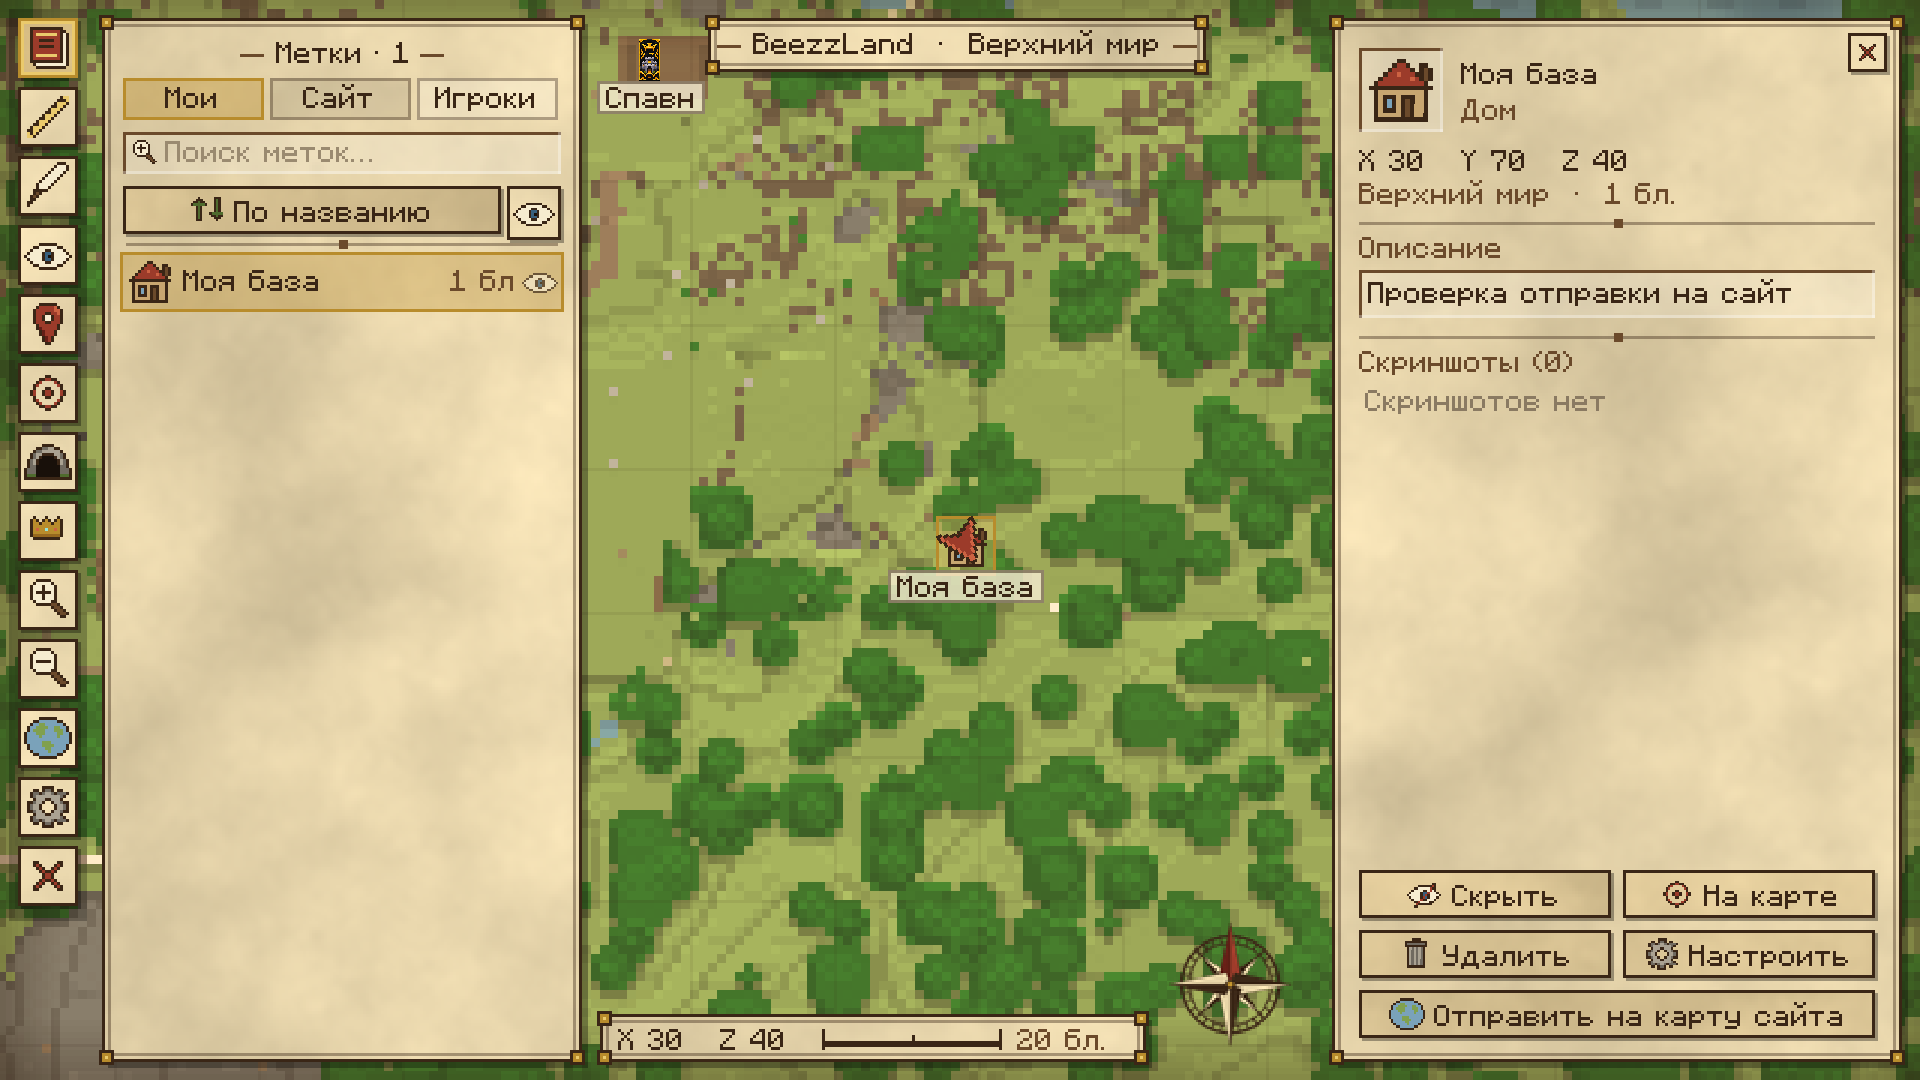 Метки · 1
Мои Сайт Игроки
Поиск меток...
По названию
Моя база 1 бл
Спавн
BeezzLand · Верхний мир
Моя база
X 30 Z 40 20 бл.
Моя база
Дом
X 30 Y 70 Z 40
Верхний мир · 1 бл.
Описание
Проверка отправки на сайт
Скриншоты (0)
Скриншотов нет
Скрыть На карте
Удалить Настроить
Отправить на карту сайта